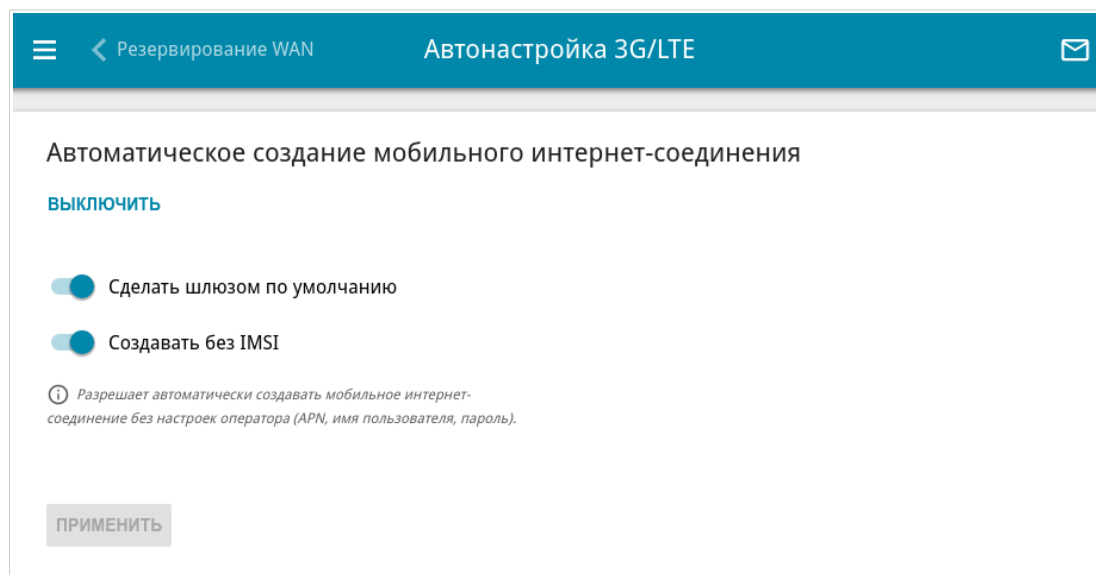 Резервирование WAN
Автонастройка 3G/LTE
Автоматическое создание мобильного интернет-соединения
ВЫКЛЮЧИТЬ
Сделать шлюзом по умолчанию
Создавать без IMSI
Разрешает автоматически создавать мобильное интернет-
соединение без настроек оператора (APN, имя пользователя, пароль).
ПРИМЕНИТЬ